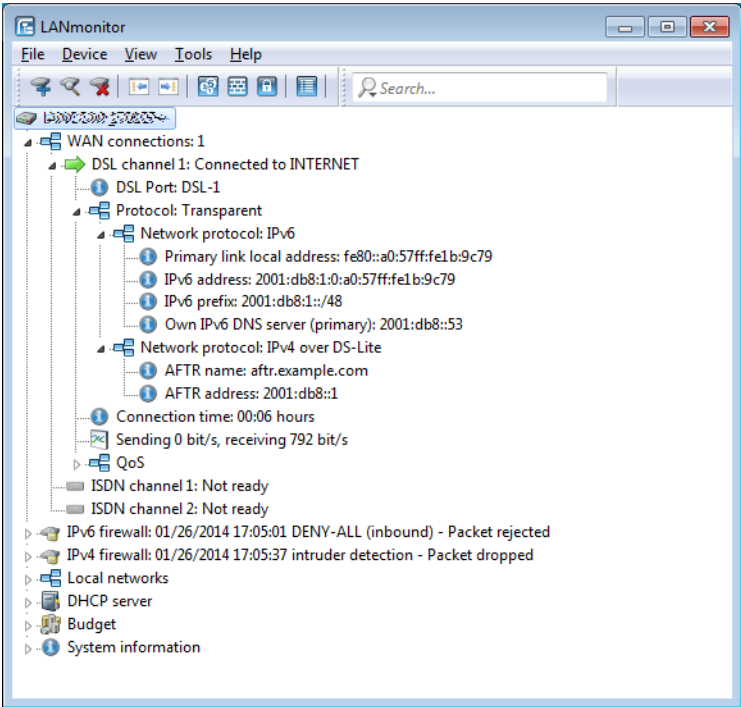 LANmonitor
File Device View Tools Help
Search...
WAN connections: 1
DSL channel 1: Connected to INTERNET
DSL Port: DSL-1
Protocol: Transparent
Network protocol: IPv6
Primary link local address: fe80::a0:57ff:fe1b:9c79
IPv6 address: 2001:db8:1:0:a0:57ff:fe1b:9c79
IPv6 prefix: 2001:db8:1::/48
Own IPv6 DNS server (primary): 2001:db8::53
Network protocol: IPv4 over DS-Lite
AFTR name: aftr.example.com
AFTR address: 2001:db8::1
Connection time: 00:06 hours
Sending 0 bit/s, receiving 792 bit/s
QoS
ISDN channel 1: Not ready
ISDN channel 2: Not ready
IPv6 firewall: 01/26/2014 17:05:01 DENY-ALL (inbound) - Packet rejected
IPv4 firewall: 01/26/2014 17:05:37 intruder detection - Packet dropped
Local networks
DHCP server
Budget
System information